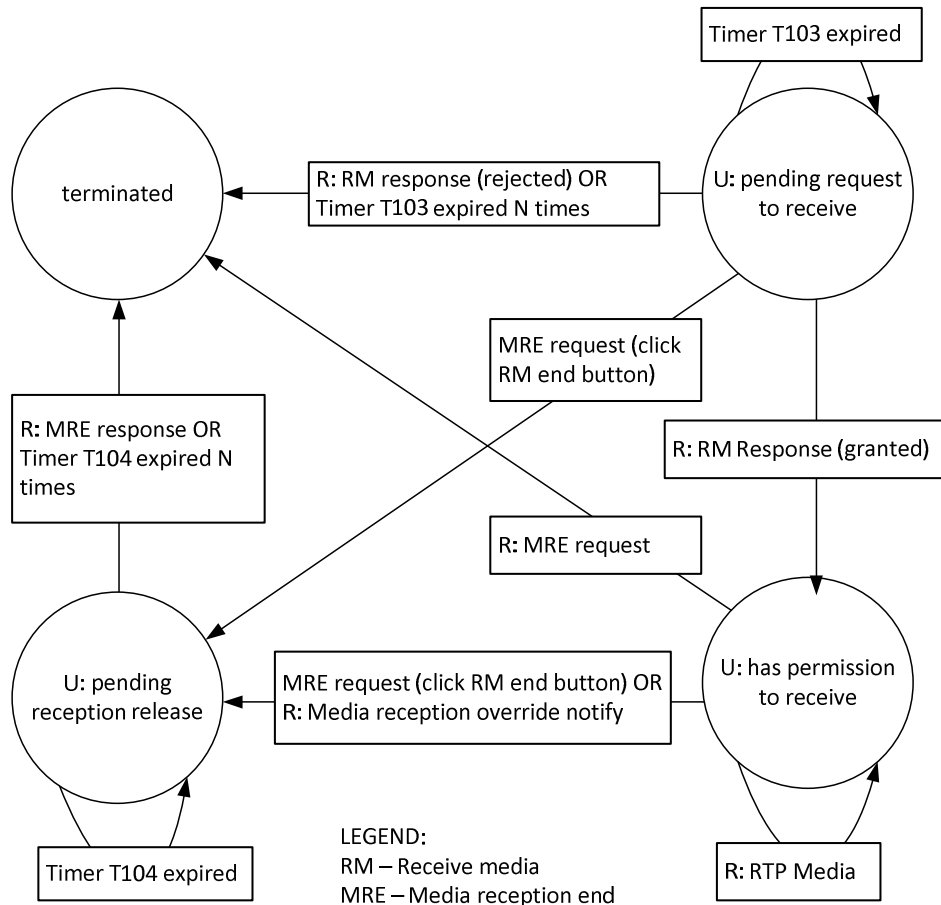 Timer T103 expired
terminated
R: RM response (rejected) OR
Timer T103 expired N times
U: pending request
to receive
MRE request (click
RM end button)
R: MRE response OR
Timer T104 expired N
times
R: RM Response (granted)
R: MRE request
U: pending
reception release
MRE request (click RM end button) OR
R: Media reception override notify
U: has permission
to receive
Timer T104 expired
LEGEND:
RM – Receive media
MRE – Media reception end
R: RTP Media